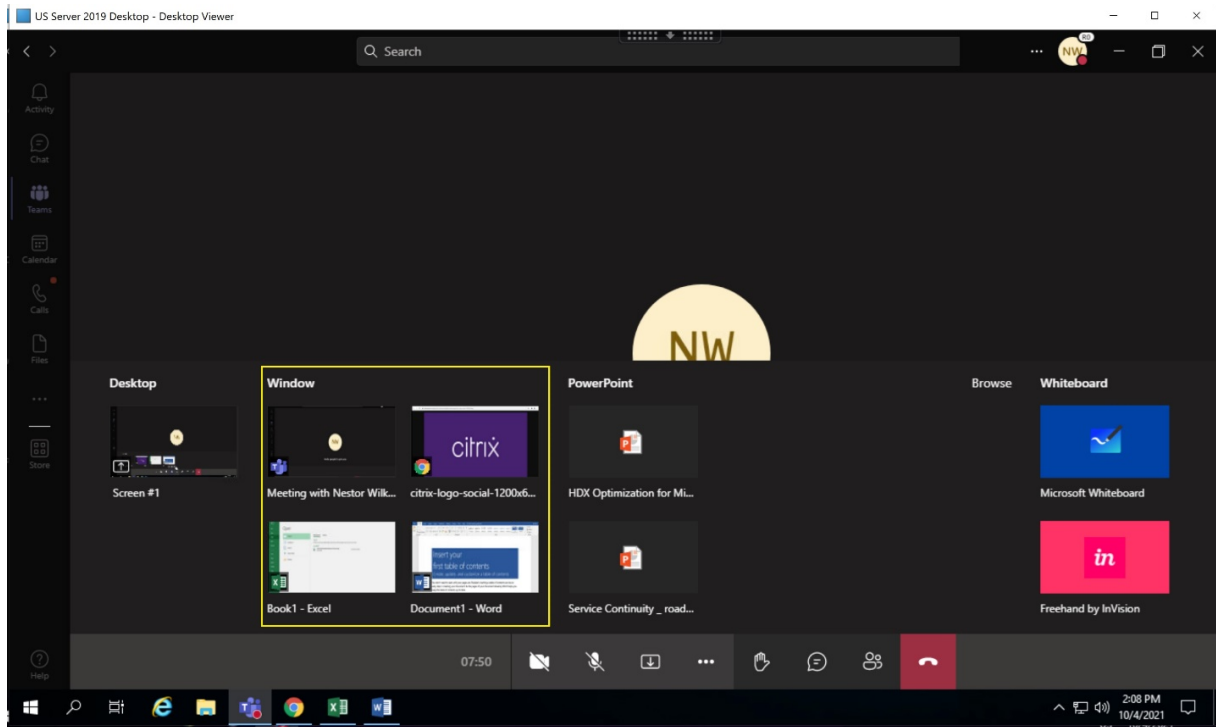 US Server 2019 Desktop - Desktop Viewer
Search
RD
NW
Activity
Chat
Teams
Calendar
Calls
Files
Store
Help
NW
Desktop
Window
PowerPoint
Browse
Whiteboard
citrix
Screen #1
Meeting with Nestor Wilk...
citrix-logo-social-1200x6...
HDX Optimization for Mi...
Microsoft Whiteboard
Insert your
first table of contents
in
Book1 - Excel
Document1 - Word
Service Continuity _ road...
Freehand by InVision
07:50
2:08 PM
10/4/2021